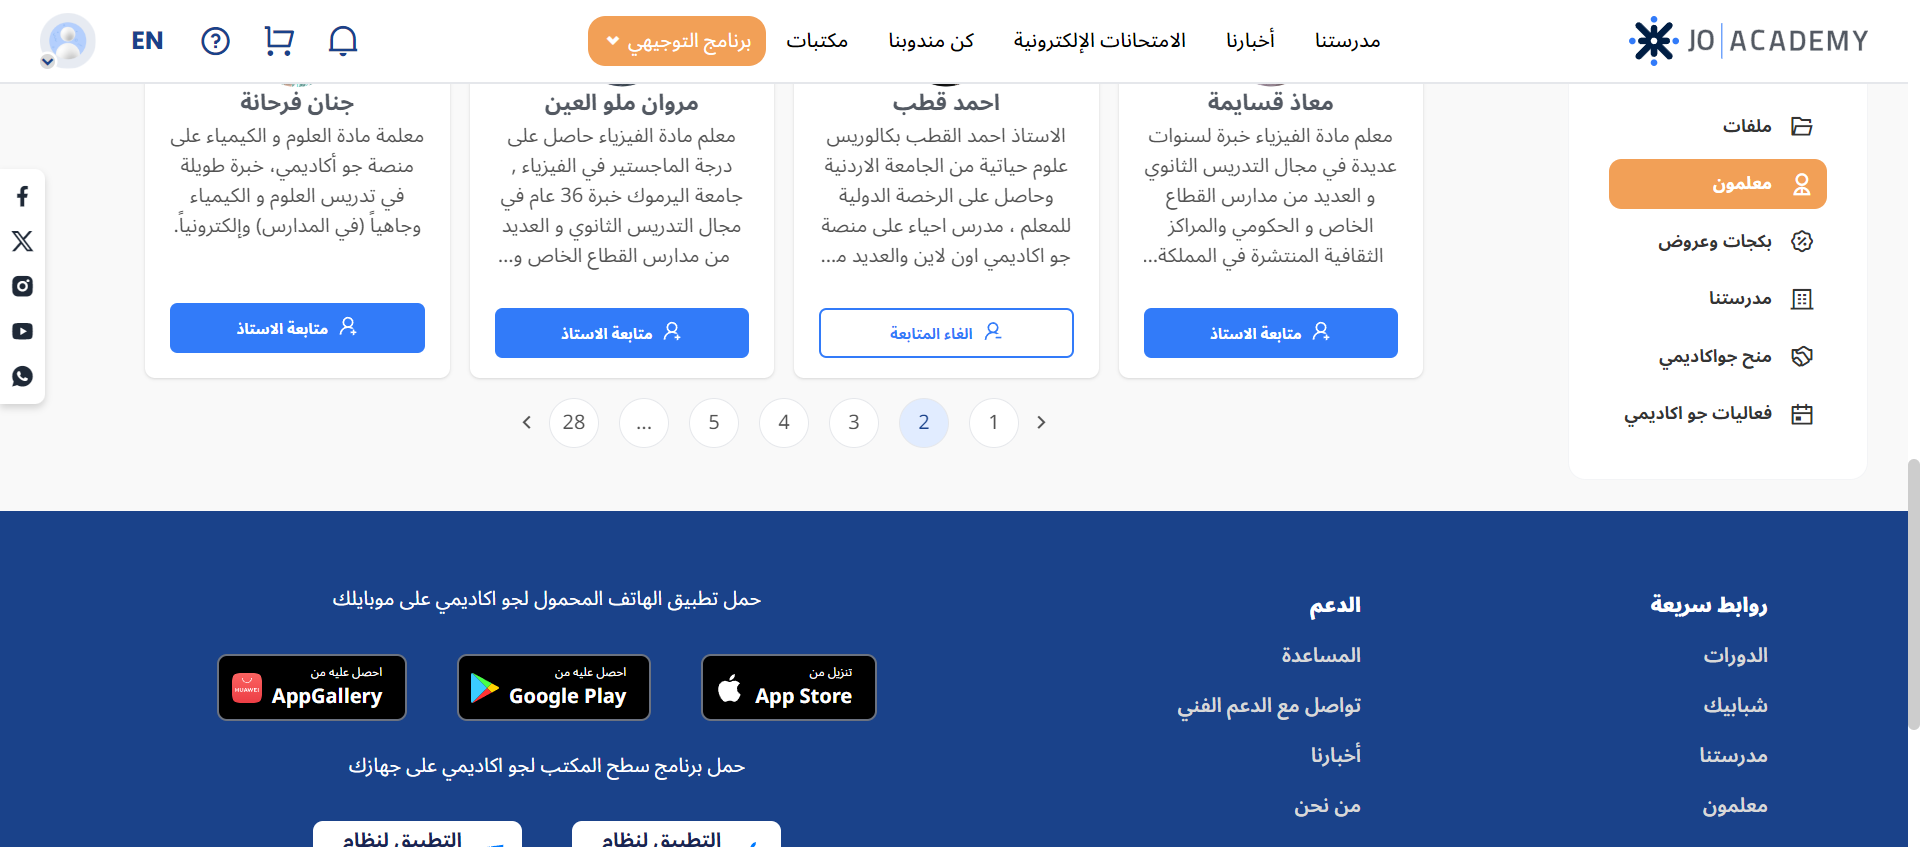 JO ACADEMY
مدرستنا
أخبارنا
الامتحانات الإلكترونية
كن مندوبنا
مكتبات
برنامج التوجيهي
EN
ملفات
معلمون
بكجات وعروض
مدرستنا
منح جواكاديمي
فعاليات جو اكاديمي
معاذ قسايمة
معلم مادة الفيزياء خبرة لسنوات
عديدة في مجال التدريس الثانوي
و العديد من مدارس القطاع
الخاص و الحكومي والمراكز
الثقافية المنتشرة في المملكة...
متابعة الاستاذ
احمد قطب
الاستاذ احمد القطب بكالوريس
علوم حياتية من الجامعة الاردنية
وحاصل على الرخصة الدولية
للمعلم ، مدرس احياء على منصة
جو اكاديمي اون لاين والعديد م...
الغاء المتابعة
مروان ملو العين
معلم مادة الفيزياء حاصل على
درجة الماجستير في الفيزياء ,
جامعة اليرموك خبرة 36 عام في
مجال التدريس الثانوي و العديد
من مدارس القطاع الخاص و...
متابعة الاستاذ
جنان فرحانة
معلمة مادة العلوم و الكيمياء على
منصة جو أكاديمي، خبرة طويلة
في تدريس العلوم و الكيمياء
وجاهياً (في المدارس) وإلكترونياً.
متابعة الاستاذ
1
2
3
4
5
...
28
روابط سريعة
الدورات
شبابيك
مدرستنا
معلمون
الدعم
المساعدة
تواصل مع الدعم الفني
أخبارنا
من نحن
حمل تطبيق الهاتف المحمول لجو اكاديمي على موبايلك
تنزيل من
App Store
احصل عليه من
Google Play
احصل عليه من
AppGallery
HUAWEI
حمل برنامج سطح المكتب لجو اكاديمي على جهازك
التطبيق لنظام
التطبيق لنظام